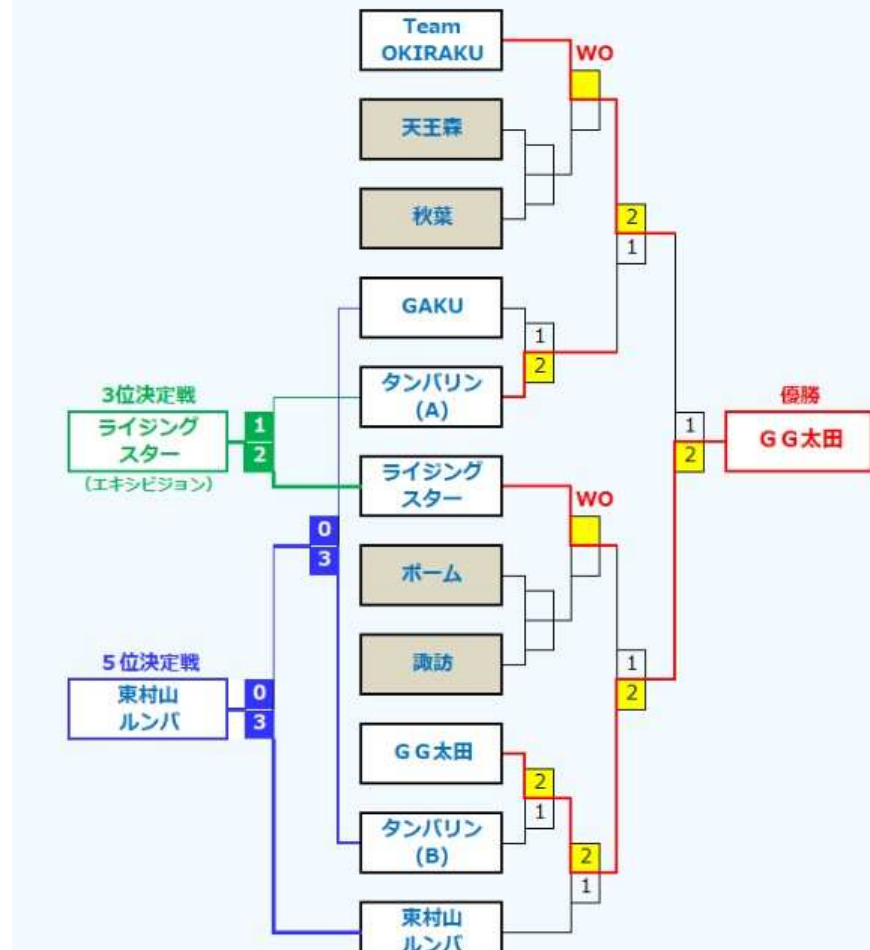 Team
OKIRAKU
WO
天王森
秋葉
2
1
GAKU
1
2
タンバリン
(A)
3位決定戦
ライジング
スター
(エキシビジョン)
1
2
優勝
ＧＧ太田
1
2
ライジング
スター
WO
0
3
ボーム
諏訪
1
2
５位決定戦
東村山
ルンバ
0
3
ＧＧ太田
2
1
タンバリン
(B)
2
1
東村山
ルンバ